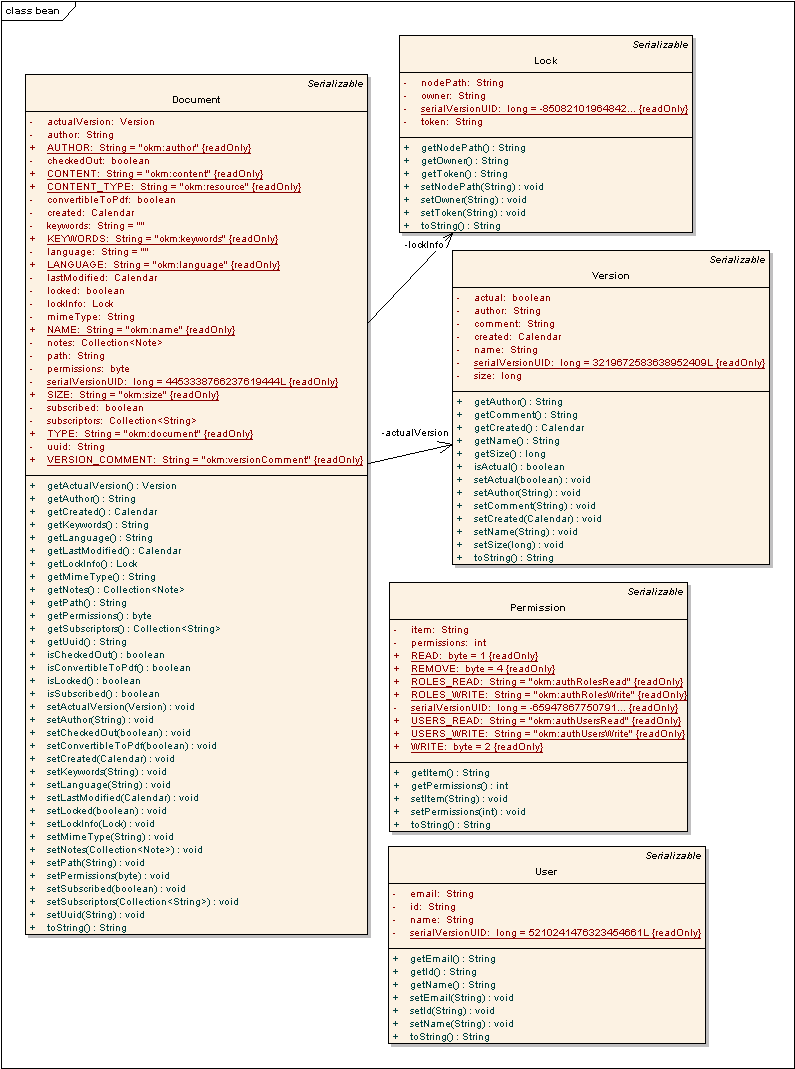 class bean
Serializable
Document
- actualVersion: Version
- author: String
+ AUTHOR: String = "okm:author" {readOnly}
- checkedOut: boolean
+ CONTENT: String = "okm:content" {readOnly}
+ CONTENT_TYPE: String = "okm:resource" {readOnly}
- convertibleToPdf: boolean
- created: Calendar
- keywords: String = ""
+ KEYWORDS: String = "okm:keywords" {readOnly}
- language: String = ""
+ LANGUAGE: String = "okm:language" {readOnly}
- lastModified: Calendar
- locked: boolean
- lockInfo: Lock
- mimeType: String
+ NAME: String = "okm:name" {readOnly}
- notes: Collection<Note>
- path: String
- permissions: byte
- serialVersionUID: long = 4453338766237619444L {readOnly}
+ SIZE: String = "okm:size" {readOnly}
- subscribed: boolean
- subscriptors: Collection<String>
+ TYPE: String = "okm:document" {readOnly}
- uuid: String
+ VERSION_COMMENT: String = "okm:versionComment" {readOnly}
+ getActualVersion() : Version
+ getAuthor() : String
+ getCreated() : Calendar
+ getKeywords() : String
+ getLanguage() : String
+ getLastModified() : Calendar
+ getLockInfo() : Lock
+ getMimeType() : String
+ getNotes() : Collection<Note>
+ getPath() : String
+ getPermissions() : byte
+ getSubscriptors() : Collection<String>
+ getUuid() : String
+ isCheckedOut() : boolean
+ isConvertibleToPdf() : boolean
+ isLocked() : boolean
+ isSubscribed() : boolean
+ setActualVersion(Version) : void
+ setAuthor(String) : void
+ setCheckedOut(boolean) : void
+ setConvertibleToPdf(boolean) : void
+ setCreated(Calendar) : void
+ setKeywords(String) : void
+ setLanguage(String) : void
+ setLastModified(Calendar) : void
+ setLocked(boolean) : void
+ setLockInfo(Lock) : void
+ setMimeType(String) : void
+ setNotes(Collection<Note>) : void
+ setPath(String) : void
+ setPermissions(byte) : void
+ setSubscribed(boolean) : void
+ setSubscriptors(Collection<String>) : void
+ setUuid(String) : void
+ toString() : String
Serializable
Lock
- nodePath: String
- owner: String
- serialVersionUID: long = -85082101964842... {readOnly}
- token: String
+ getNodePath() : String
+ getOwner() : String
+ getToken() : String
+ setNodePath(String) : void
+ setOwner(String) : void
+ setToken(String) : void
+ toString() : String
-lockInfo
Serializable
Version
- actual: boolean
- author: String
- comment: String
- created: Calendar
- name: String
- serialVersionUID: long = 3219672583638952409L {readOnly}
- size: long
+ getAuthor() : String
+ getComment() : String
+ getCreated() : Calendar
+ getName() : String
+ getSize() : long
+ isActual() : boolean
+ setActual(boolean) : void
+ setAuthor(String) : void
+ setComment(String) : void
+ setCreated(Calendar) : void
+ setName(String) : void
+ setSize(long) : void
+ toString() : String
-actualVersion
Serializable
Permission
- item: String
- permissions: int
+ READ: byte = 1 {readOnly}
+ REMOVE: byte = 4 {readOnly}
+ ROLES_READ: String = "okm:authRolesRead" {readOnly}
+ ROLES_WRITE: String = "okm:authRolesWrite" {readOnly}
- serialVersionUID: long = -65947867750791... {readOnly}
+ USERS_READ: String = "okm:authUsersRead" {readOnly}
+ USERS_WRITE: String = "okm:authUsersWrite" {readOnly}
+ WRITE: byte = 2 {readOnly}
+ getItem() : String
+ getPermissions() : int
+ setItem(String) : void
+ setPermissions(int) : void
+ toString() : String
Serializable
User
- email: String
- id: String
- name: String
- serialVersionUID: long = 5210241476323454661L {readOnly}
+ getEmail() : String
+ getId() : String
+ getName() : String
+ setEmail(String) : void
+ setId(String) : void
+ setName(String) : void
+ toString() : String